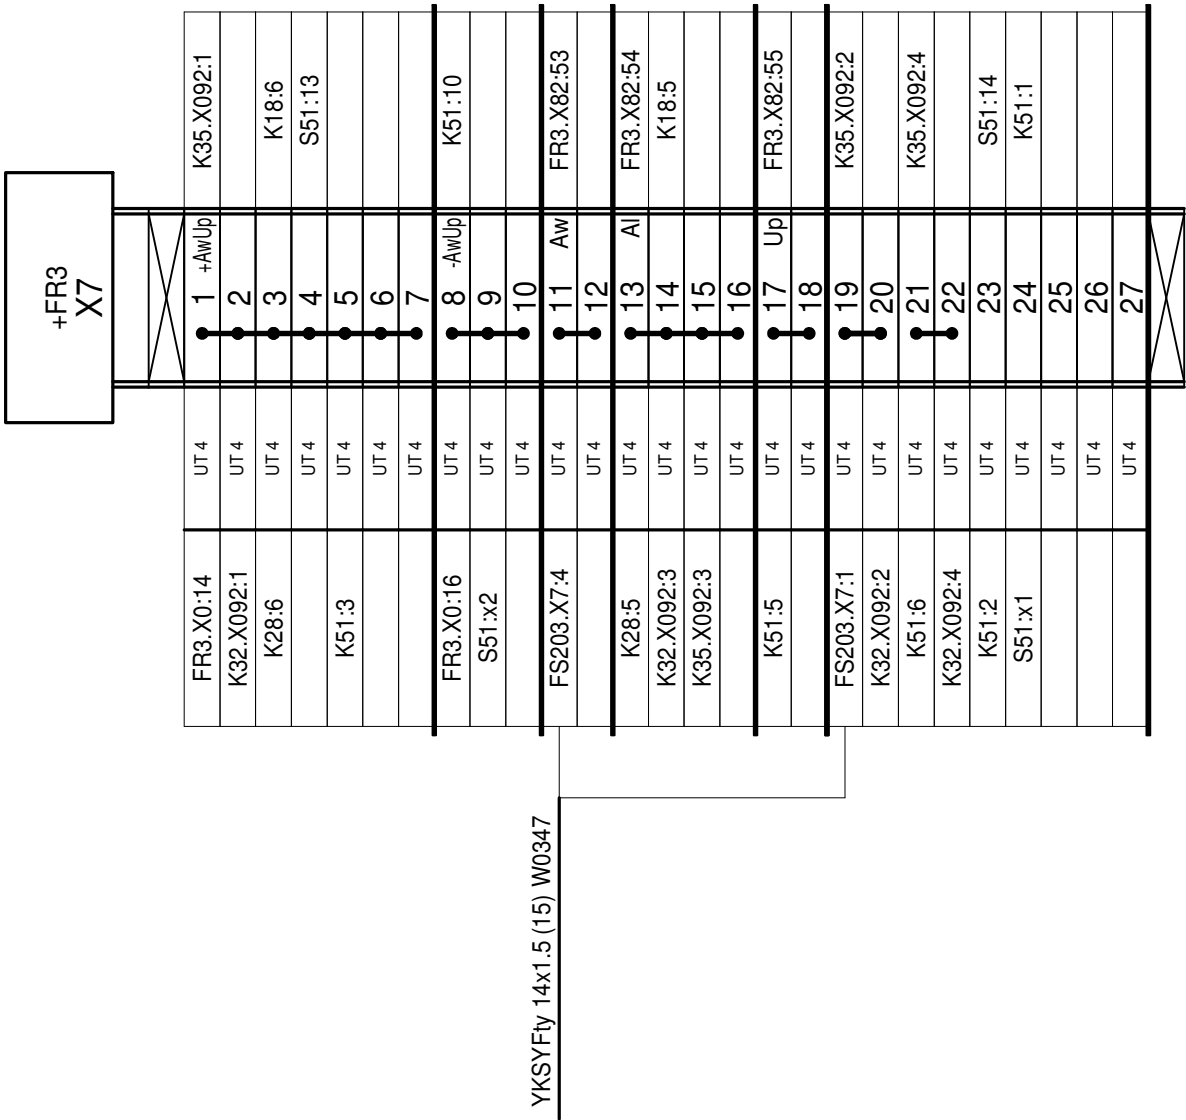 +FR3
X7
FR3.X0:14 UT 4 1 +AwUp K35.X092:1
K32.X092:1 UT 4 2
K28:6 UT 4 3 K18:6
UT 4 4 S51:13
K51:3 UT 4 5
UT 4 6
UT 4 7
FR3.X0:16 UT 4 8 -AwUp K51:10
S51:x2 UT 4 9
UT 4 10
FS203.X7:4 UT 4 11 Aw FR3.X82:53
UT 4 12
K28:5 UT 4 13 Al FR3.X82:54
K32.X092:3 UT 4 14 K18:5
K35.X092:3 UT 4 15
UT 4 16
K51:5 UT 4 17 Up FR3.X82:55
UT 4 18
FS203.X7:1 UT 4 19 K35.X092:2
K32.X092:2 UT 4 20
K51:6 UT 4 21 K35.X092:4
K32.X092:4 UT 4 22
K51:2 UT 4 23 S51:14
S51:x1 UT 4 24 K51:1
UT 4 25
UT 4 26
UT 4 27
YKSYFty 14x1.5 (15) W0347